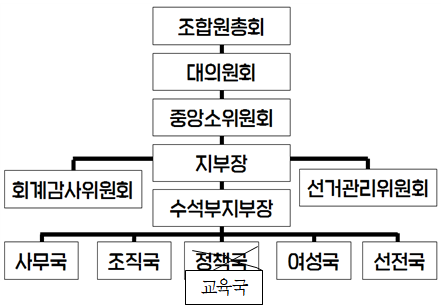 조합원총회
대의원회
중앙소위원회
지부장
회계감사위원회
선거관리위원회
수석부지부장
사무국
조직국
정책국
여성국
선전국
교육국